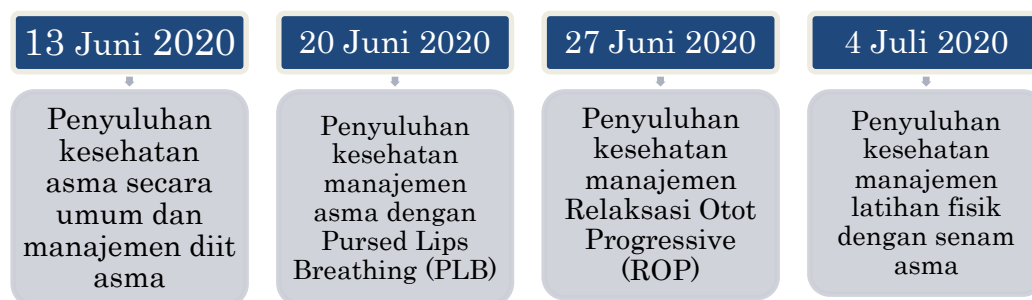 13 Juni 2020
Penyuluhan
kesehatan
asma secara
umum dan
manajemen diit
asma
20 Juni 2020
Penyuluhan
kesehatan
manajemen
asma dengan
Pursed Lips
Breathing (PLB)
27 Juni 2020
Penyuluhan
kesehatan
manajemen
Relaksasi Otot
Progressive
(ROP)
4 Juli 2020
Penyuluhan
kesehatan
manajemen
latihan fisik
dengan senam
asma